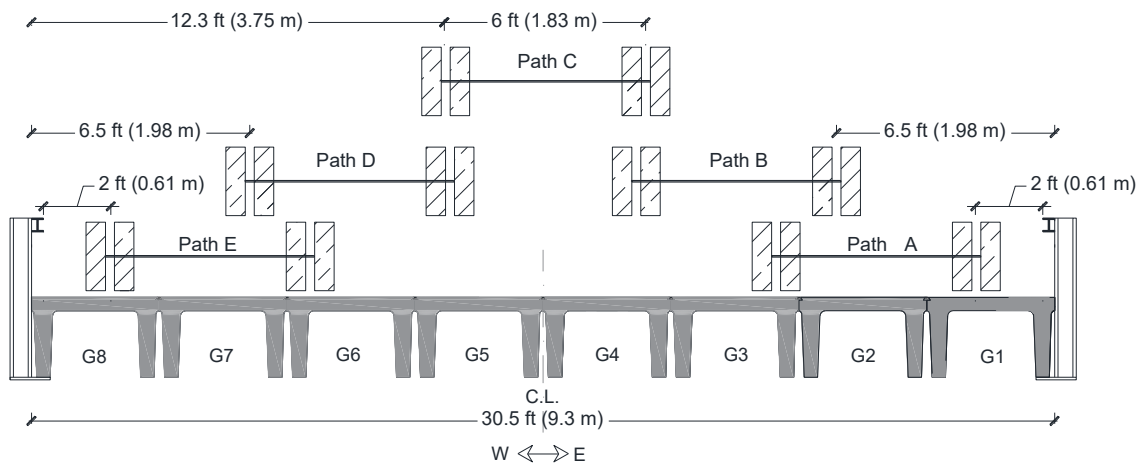 12.3 ft (3.75 m) 6 ft (1.83 m)
Path C
6.5 ft (1.98 m) 6.5 ft (1.98 m)
Path D Path B
2 ft (0.61 m) 2 ft (0.61 m)
Path E Path A
G8 G7 G6 G5 G4 G3 G2 G1
C.L.
30.5 ft (9.3 m)
W E